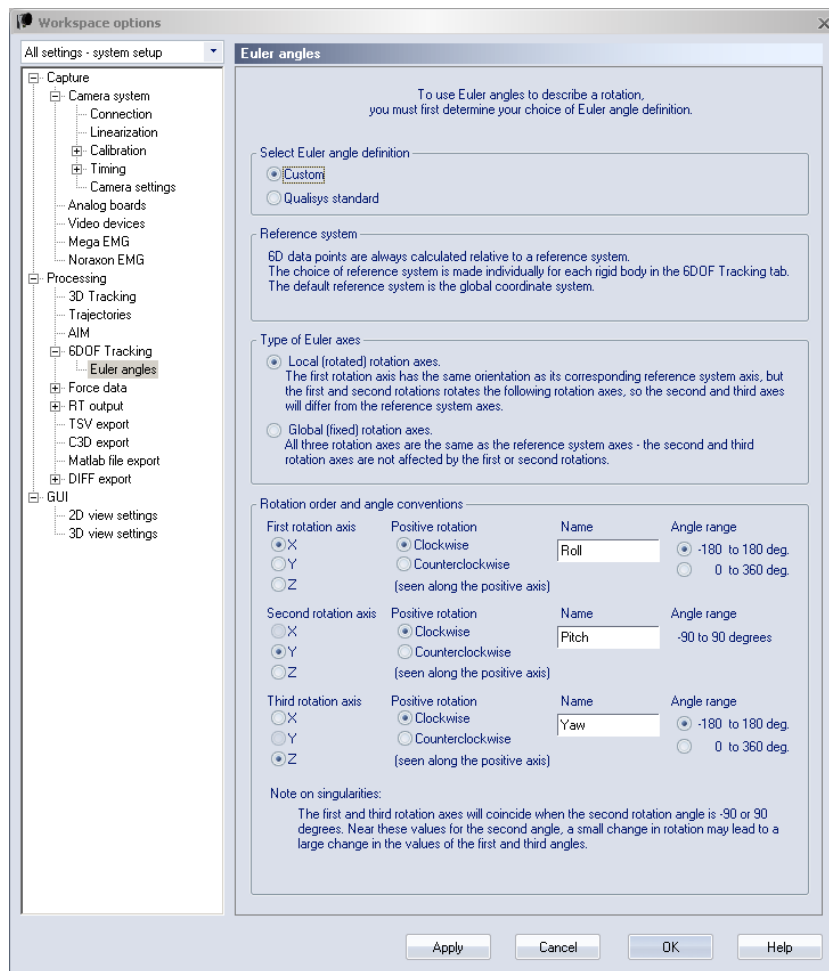 Workspace options
All settings - system setup
Capture
Camera system
Connection
Linearization
Calibration
Timing
Camera settings
Analog boards
Video devices
Mega EMG
Noraxon EMG
Processing
3D Tracking
Trajectories
AIM
6DOF Tracking
Euler angles
Force data
RT output
TSV export
C3D export
Matlab file export
DIFF export
GUI
2D view settings
3D view settings
Euler angles
To use Euler angles to describe a rotation,
you must first determine your choice of Euler angle definition.
Select Euler angle definition
Custom
Qualisys standard
Reference system
6D data points are always calculated relative to a reference system.
The choice of reference system is made individually for each rigid body in the 6DOF Tracking tab.
The default reference system is the global coordinate system.
Type of Euler axes
Local (rotated) rotation axes.
The first rotation axis has the same orientation as its corresponding reference system axis, but
the first and second rotations rotates the following rotation axes, so the second and third axes
will differ from the reference system axes.
Global (fixed) rotation axes.
All three rotation axes are the same as the reference system axes - the second and third
rotation axes are not affected by the first or second rotations.
Rotation order and angle conventions
First rotation axis Positive rotation Name Angle range
X Clockwise Roll -180 to 180 deg.
Y Counterclockwise 0 to 360 deg.
Z (seen along the positive axis)
Second rotation axis Positive rotation Name Angle range
X Clockwise Pitch -90 to 90 degrees
Y Counterclockwise
Z (seen along the positive axis)
Third rotation axis Positive rotation Name Angle range
X Clockwise Yaw -180 to 180 deg.
Y Counterclockwise 0 to 360 deg.
Z (seen along the positive axis)
Note on singularities:
The first and third rotation axes will coincide when the second rotation angle is -90 or 90
degrees. Near these values for the second angle, a small change in rotation may lead to a
large change in the values of the first and third angles.
Apply Cancel OK Help